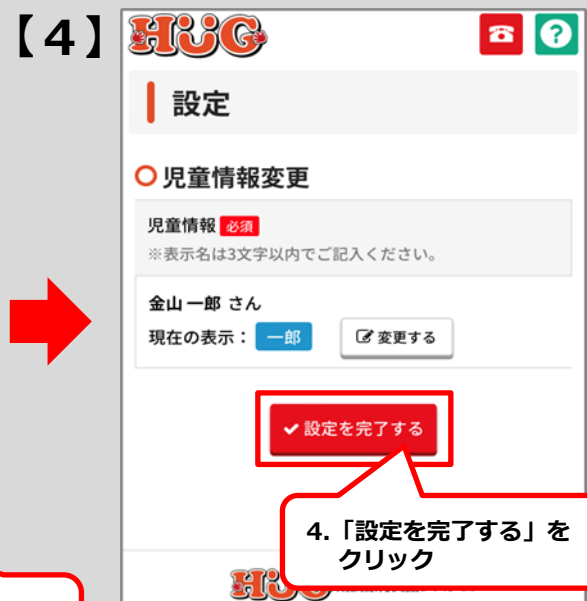 【4】
HUG
?
設定
児童情報変更
児童情報 必須
※表示名は3文字以内でご記入ください。
金山 一郎 さん
現在の表示： 一郎 変更する
設定を完了する
4.「設定を完了する」を
クリック
HUG